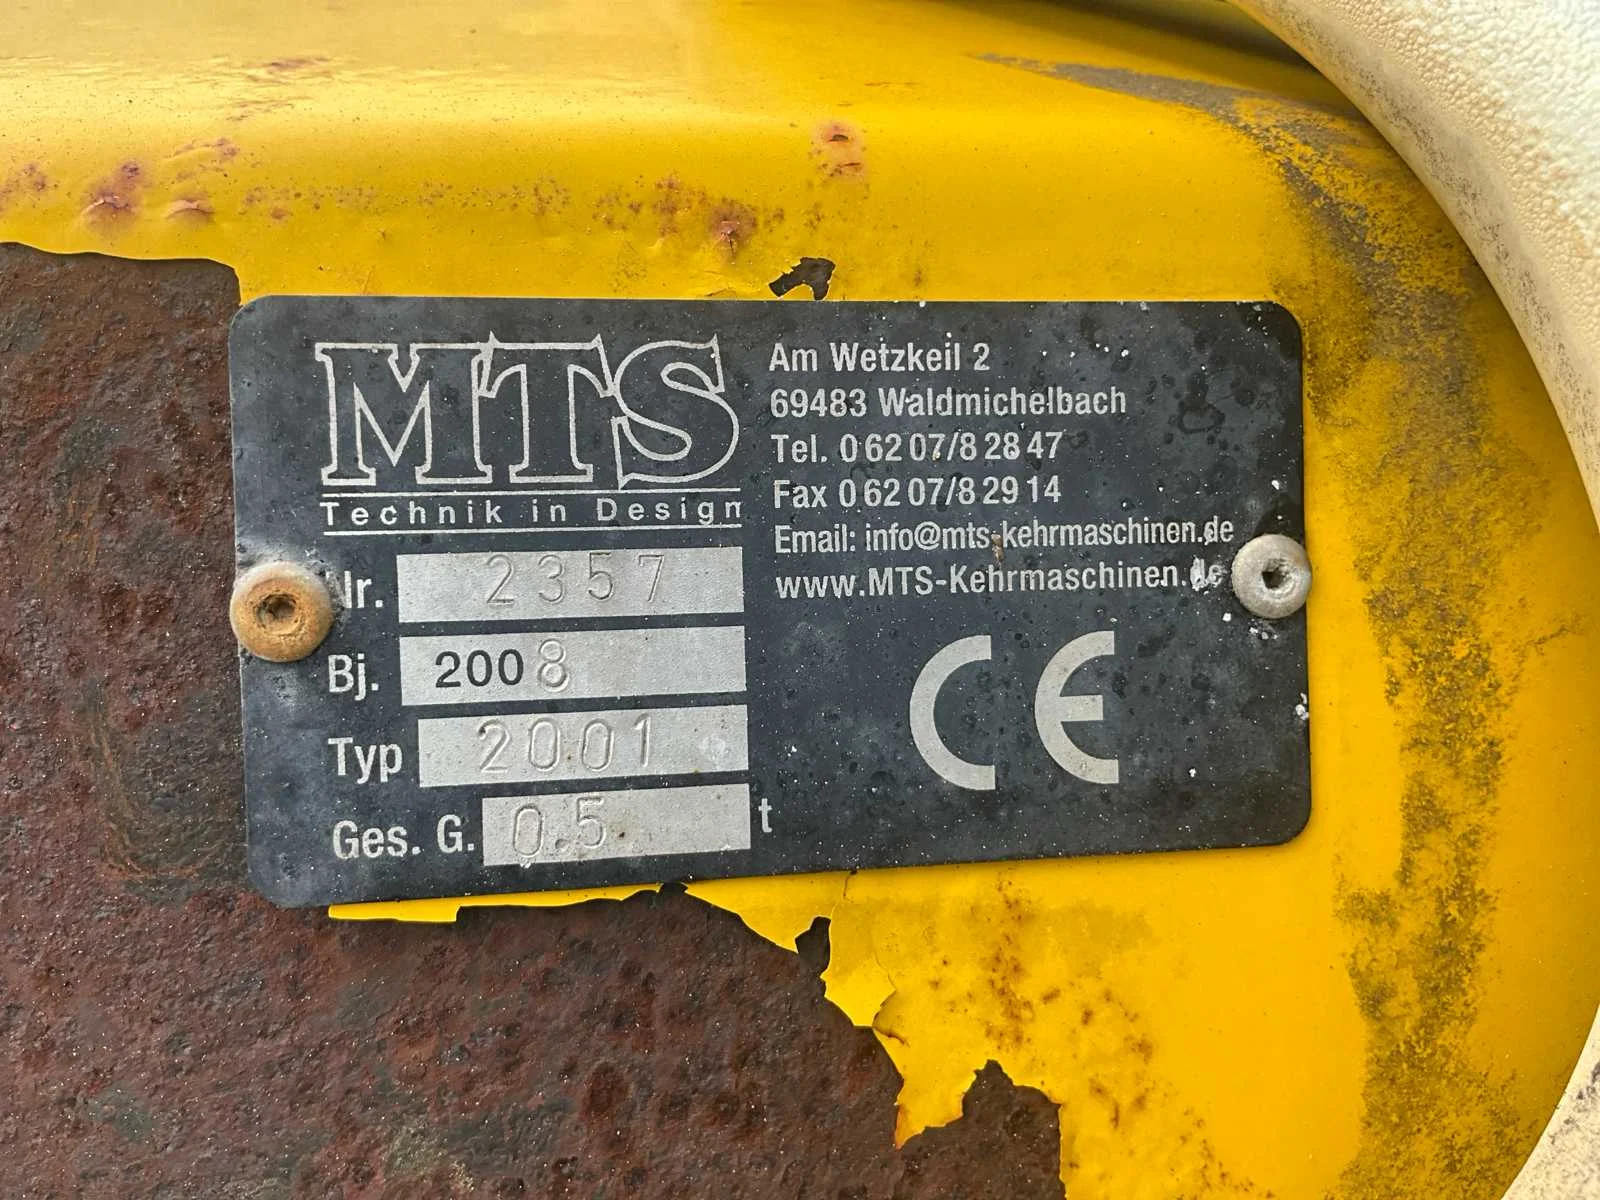 MTS
Technik in Design
Am Wetzkeil 2
69483 Waldmichelbach
Tel. 0 62 07/8 28 47
Fax 0 62 07/8 29 14
Email: info@mts-kehrmaschinen.de
www.MTS-Kehrmaschinen.de
Nr. 2357
Bj. 2008
Typ 2001
Ges. G. 0.5 t
CE